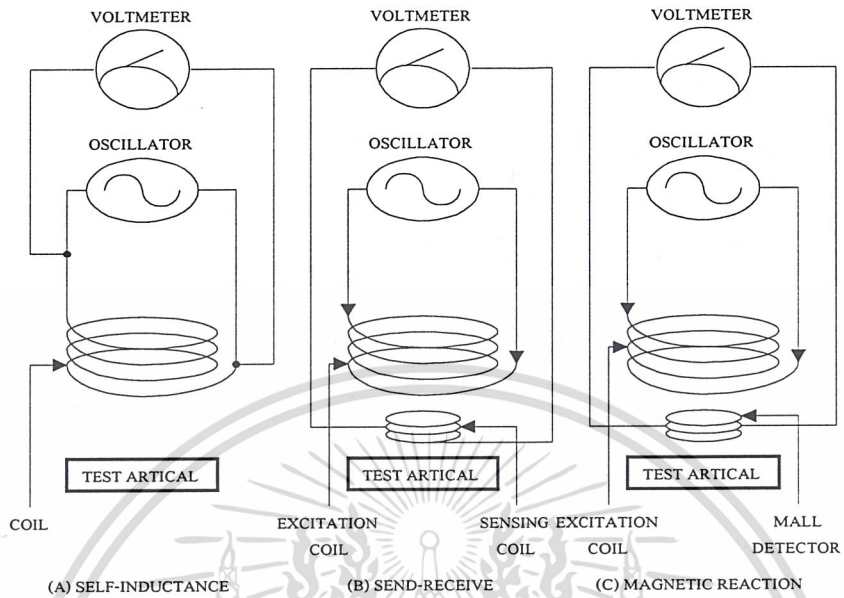 VOLTMETER
OSCILLATOR
TEST ARTICAL
COIL
(A) SELF-INDUCTANCE
VOLTMETER
OSCILLATOR
TEST ARTICAL
EXCITATION
COIL
SENSING
COIL
(B) SEND-RECEIVE
VOLTMETER
OSCILLATOR
TEST ARTICAL
EXCITATION
COIL
MALL
DETECTOR
(C) MAGNETIC REACTION